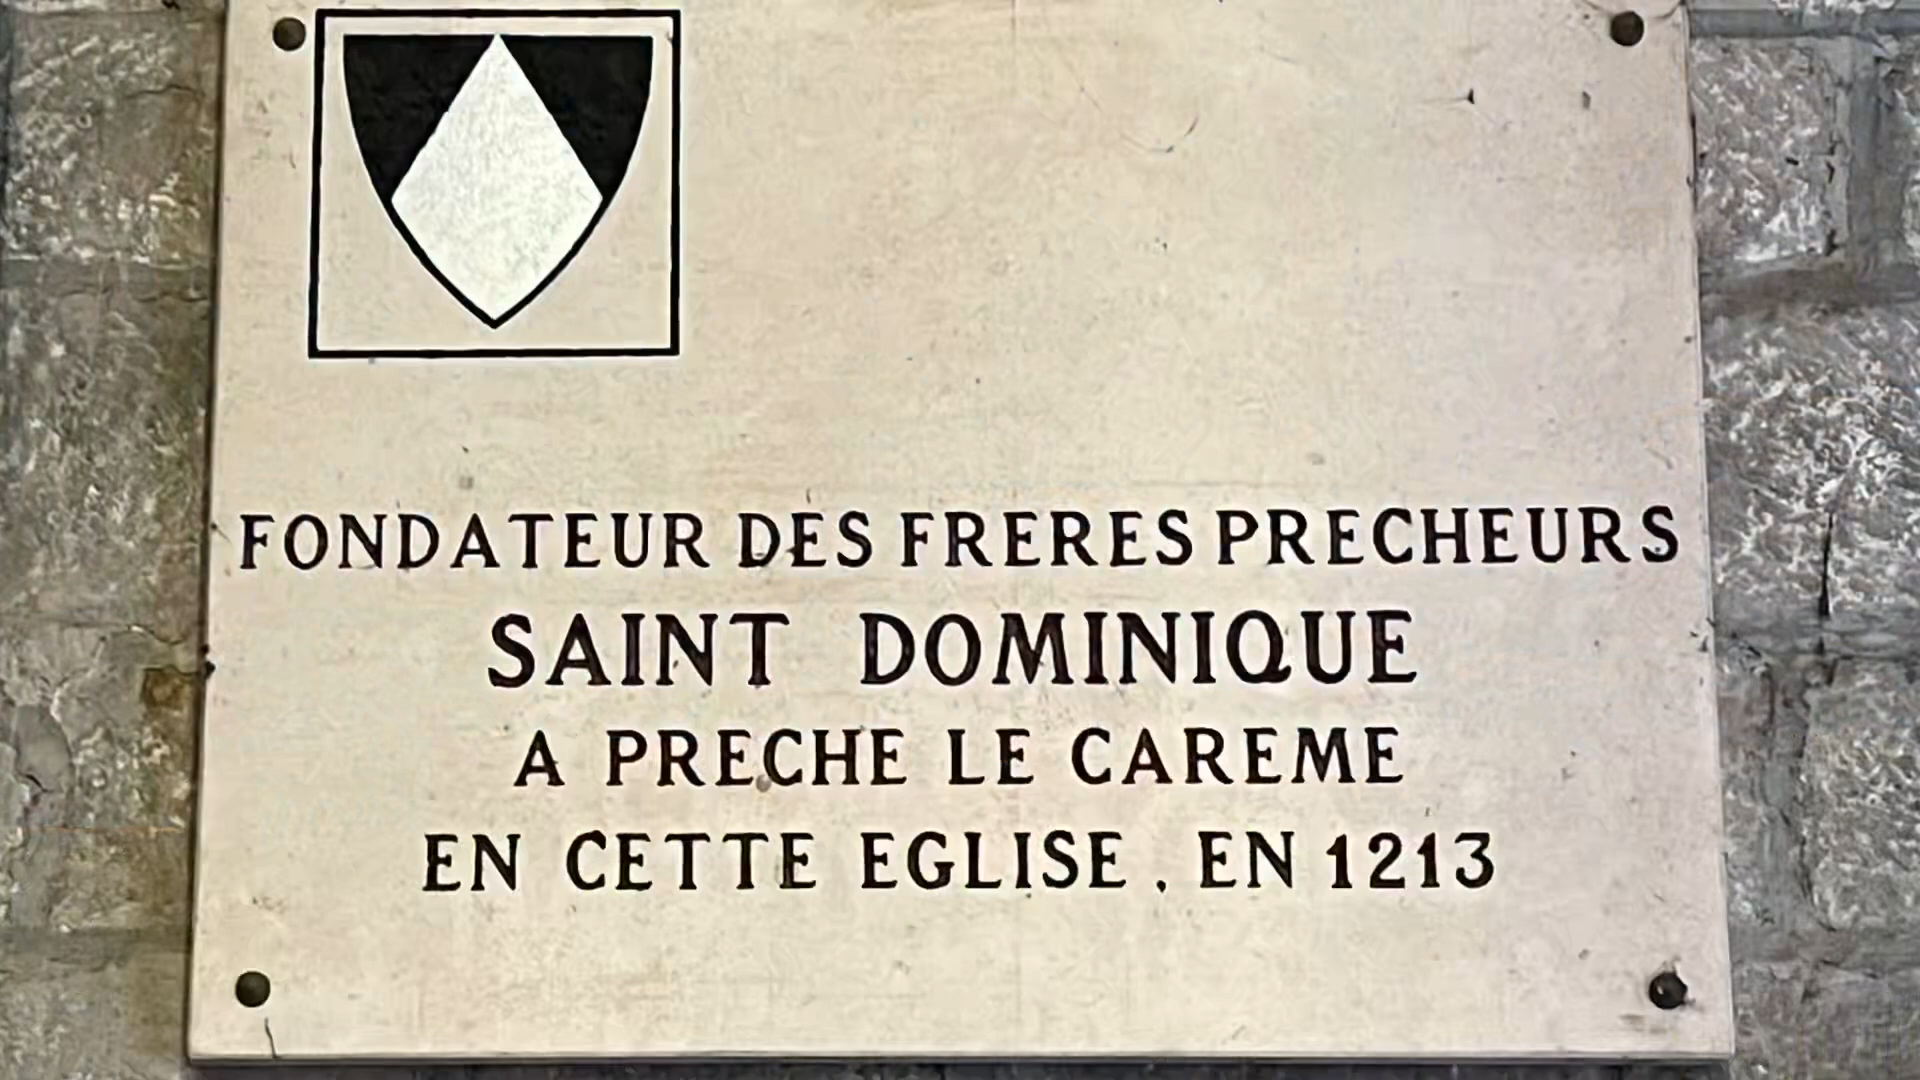 FONDATEUR DES FRERES PRECHEURS
SAINT DOMINIQUE
A PRECHE LE CAREME
EN CETTE EGLISE . EN 1213